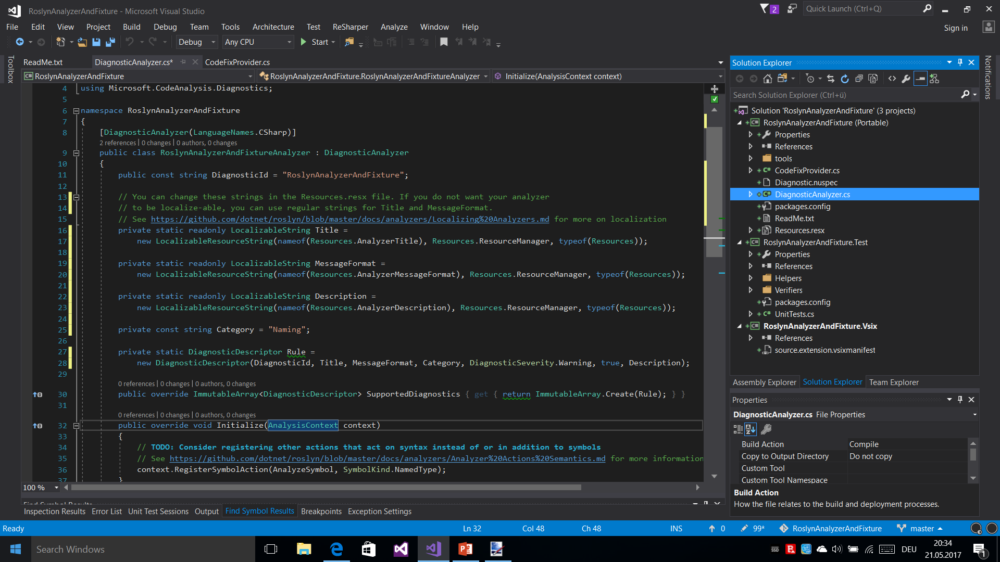 RoslynAnalyzerAndFixture - Microsoft Visual Studio
2
Quick Launch (Ctrl+Q)
File Edit View Project Build Debug Team Tools Architecture Test ReSharper Analyze Window Help
Sign in
Debug Any CPU Start
Toolbox
ReadMe.txt DiagnosticAnalyzer.cs* CodeFixProvider.cs
RoslynAnalyzerAndFixture RoslynAnalyzerAndFixture.RoslynAnalyzerAndFixtureAnalyzer Initialize(AnalysisContext context)
4 using Microsoft.CodeAnalysis.Diagnostics;
5
6 namespace RoslynAnalyzerAndFixture
7 {
8 [DiagnosticAnalyzer(LanguageNames.CSharp)]
2 references | 0 changes | 0 authors, 0 changes
9 public class RoslynAnalyzerAndFixtureAnalyzer : DiagnosticAnalyzer
10 {
11 public const string DiagnosticId = "RoslynAnalyzerAndFixture";
12
13 // You can change these strings in the Resources.resx file. If you do not want your analyzer
14 // to be localize-able, you can use regular strings for Title and MessageFormat.
15 // See https://github.com/dotnet/roslyn/blob/master/docs/analyzers/Localizing%20Analyzers.md for more on localization
16 private static readonly LocalizableString Title =
17 new LocalizableResourceString(nameof(Resources.AnalyzerTitle), Resources.ResourceManager, typeof(Resources));
18
19 private static readonly LocalizableString MessageFormat =
20 new LocalizableResourceString(nameof(Resources.AnalyzerMessageFormat), Resources.ResourceManager, typeof(Resources));
21
22 private static readonly LocalizableString Description =
23 new LocalizableResourceString(nameof(Resources.AnalyzerDescription), Resources.ResourceManager, typeof(Resources));
24
25 private const string Category = "Naming";
26
27 private static DiagnosticDescriptor Rule =
28 new DiagnosticDescriptor(DiagnosticId, Title, MessageFormat, Category, DiagnosticSeverity.Warning, true, Description);
29
0 references | 0 changes | 0 authors, 0 changes
30 public override ImmutableArray<DiagnosticDescriptor> SupportedDiagnostics { get { return ImmutableArray.Create(Rule); } }
31
0 references | 0 changes | 0 authors, 0 changes
32 public override void Initialize(AnalysisContext context)
33 {
34 // TODO: Consider registering other actions that act on syntax instead of or in addition to symbols
35 // See https://github.com/dotnet/roslyn/blob/master/docs/analyzers/Analyzer%20Actions%20Semantics.md for more information
36 context.RegisterSymbolAction(AnalyzeSymbol, SymbolKind.NamedType);
37 }
100 %
Find Symbol Results
Inspection Results Error List Unit Test Sessions Output Find Symbol Results Breakpoints Exception Settings
Solution Explorer
Search Solution Explorer (Ctrl+ü)
Solution 'RoslynAnalyzerAndFixture' (3 projects)
RoslynAnalyzerAndFixture (Portable)
Properties
References
tools
CodeFixProvider.cs
Diagnostic.nuspec
DiagnosticAnalyzer.cs
packages.config
ReadMe.txt
Resources.resx
RoslynAnalyzerAndFixture.Test
Properties
References
Helpers
Verifiers
packages.config
UnitTests.cs
RoslynAnalyzerAndFixture.Vsix
References
source.extension.vsixmanifest
Assembly Explorer Solution Explorer Team Explorer
Properties
DiagnosticAnalyzer.cs File Properties
Build Action Compile
Copy to Output Directory Do not copy
Custom Tool
Custom Tool Namespace
Build Action
How the file relates to the build and deployment processes.
Notifications
Ready Ln 32 Col 48 Ch 48 INS 0 99* RoslynAnalyzerAndFixture master
Search Windows
SSD
DEU
20:34
21.05.2017
1